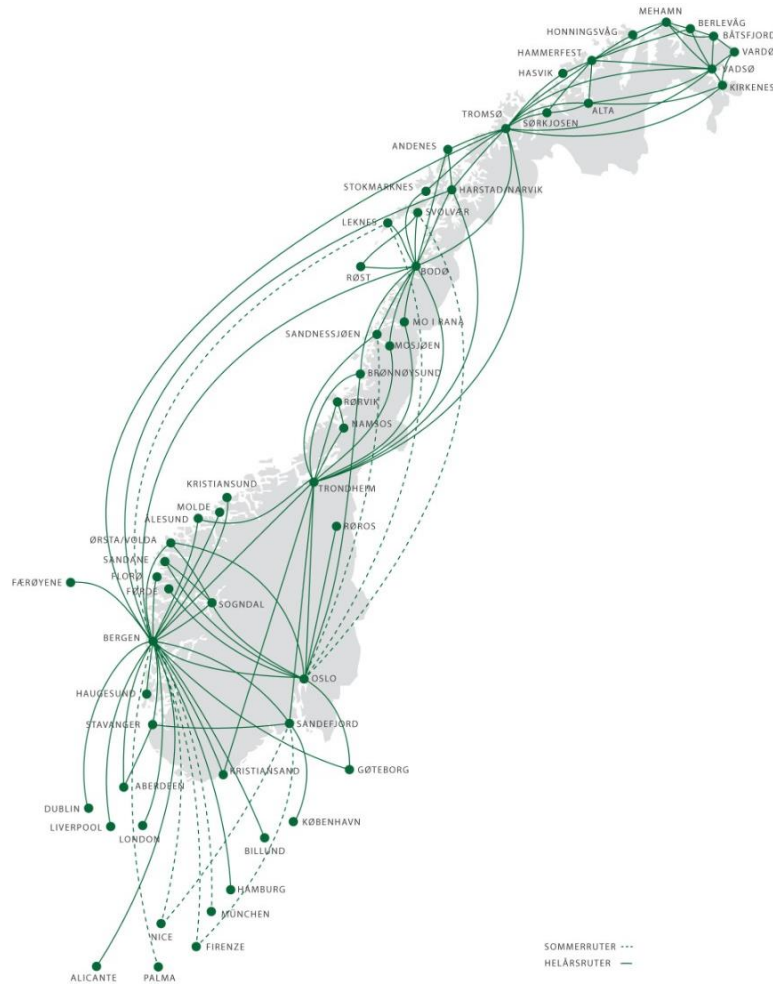 MEHAMN
BERLEVÅG
HONNINGSVÅG
BÅTSFJORD
HAMMERFEST
VARDØ
HASVIK
VADSØ
KIRKENES
ALTA
TROMSØ
SØRKJOSEN
ANDENES
STOKMARKNES
HARSTAD/NARVIK
SVOLVÆR
LEKNES
RØST
BODØ
MO I RANA
SANDNESSJØEN
MOSJØEN
BRØNNØYSUND
RØRVIK
NAMSOS
KRISTIANSUND
TRONDHEIM
MOLDE
ÅLESUND
RØROS
ØRSTA/VOLDA
SANDANE
FLORØ
FÆRØYENE
FØRDE
SOGNDAL
BERGEN
OSLO
HAUGESUND
STAVANGER
SANDEFJORD
KRISTIANSAND
GØTEBORG
ABERDEEN
DUBLIN
LIVERPOOL
LONDON
KØBENHAVN
BILLUND
HAMBURG
MÜNCHEN
NICE
FIRENZE
ALICANTE
PALMA
SOMMERRUTER
HELÅRSRUTER